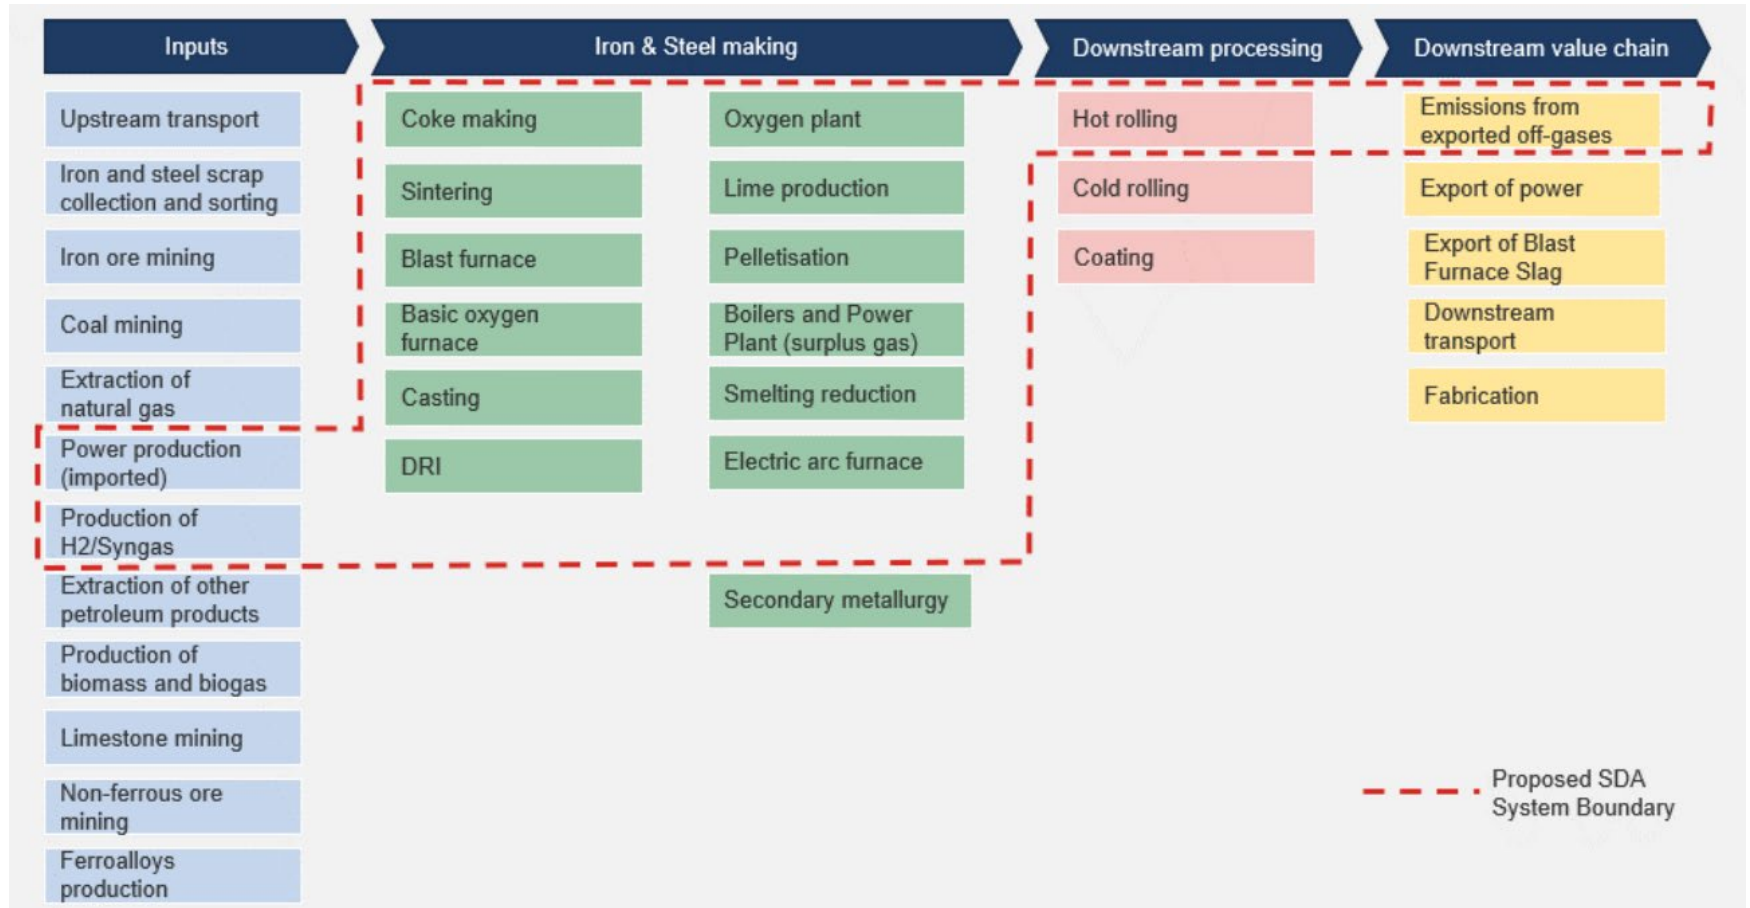 Inputs
Iron & Steel making
Downstream processing
Downstream value chain
Upstream transport
Iron and steel scrap
collection and sorting
Iron ore mining
Coal mining
Extraction of
natural gas
Power production
(imported)
Production of
H2/Syngas
Extraction of other
petroleum products
Production of
biomass and biogas
Limestone mining
Non-ferrous ore
mining
Ferroalloys
production
Coke making
Sintering
Blast furnace
Basic oxygen
furnace
Casting
DRI
Oxygen plant
Lime production
Pelletisation
Boilers and Power
Plant (surplus gas)
Smelting reduction
Electric arc furnace
Secondary metallurgy
Hot rolling
Cold rolling
Coating
Emissions from
exported off-gases
Export of power
Export of Blast
Furnace Slag
Downstream
transport
Fabrication
Proposed SDA
System Boundary